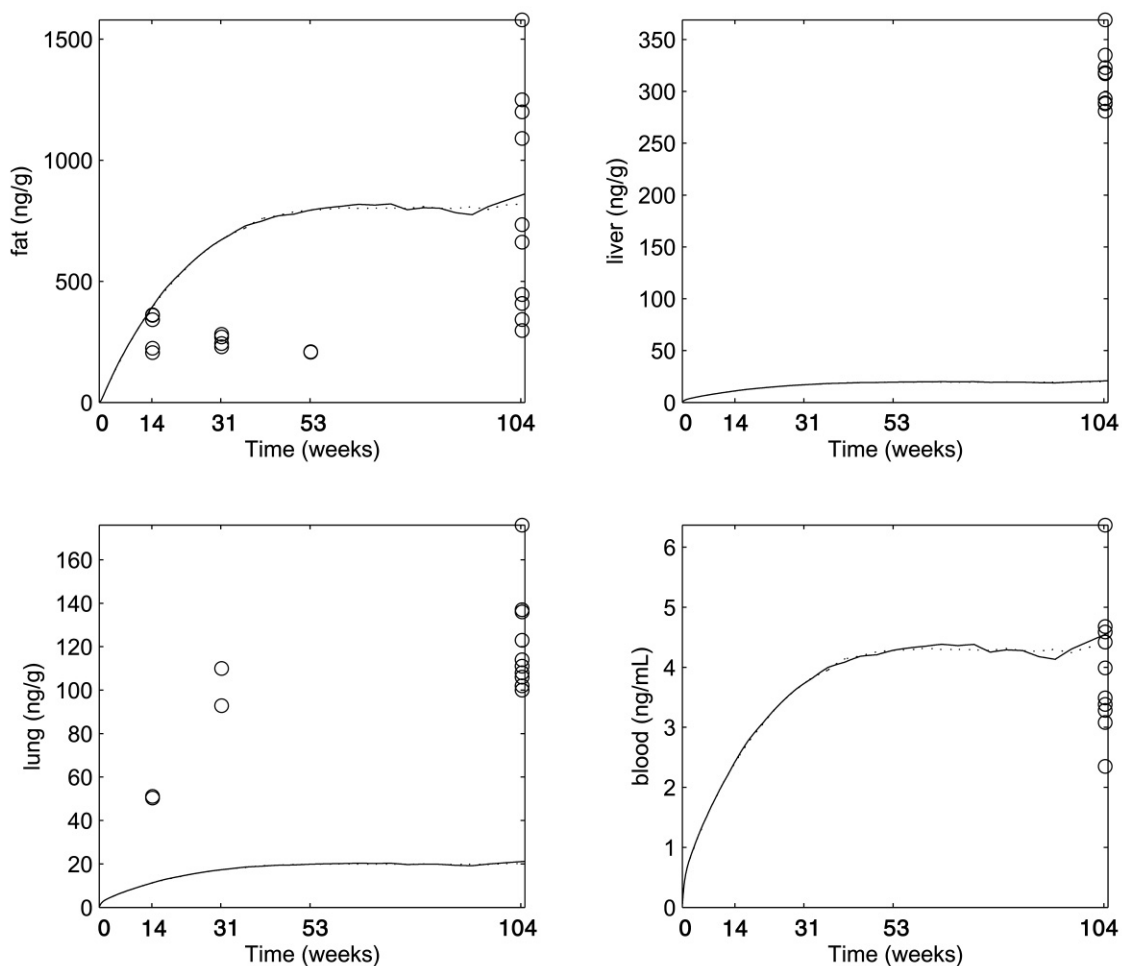 fat (ng/g)
1500
1000
500
0
0 14 31 53 104
Time (weeks)
liver (ng/g)
350
300
250
200
150
100
50
0
0 14 31 53 104
Time (weeks)
lung (ng/g)
160
140
120
100
80
60
40
20
0
0 14 31 53 104
Time (weeks)
blood (ng/mL)
6
5
4
3
2
1
0
0 14 31 53 104
Time (weeks)